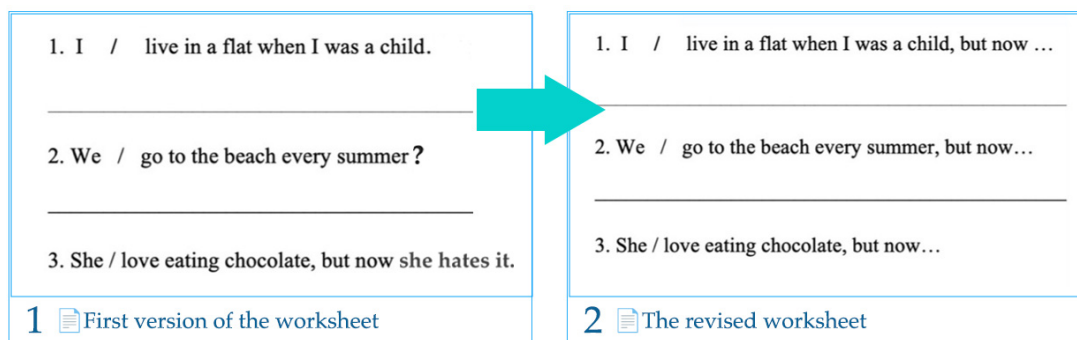 1. I / live in a flat when I was a child.
2. We / go to the beach every summer?
3. She / love eating chocolate, but now she hates it.
1 First version of the worksheet
1. I / live in a flat when I was a child, but now ...
2. We / go to the beach every summer, but now...
3. She / love eating chocolate, but now...
2 The revised worksheet